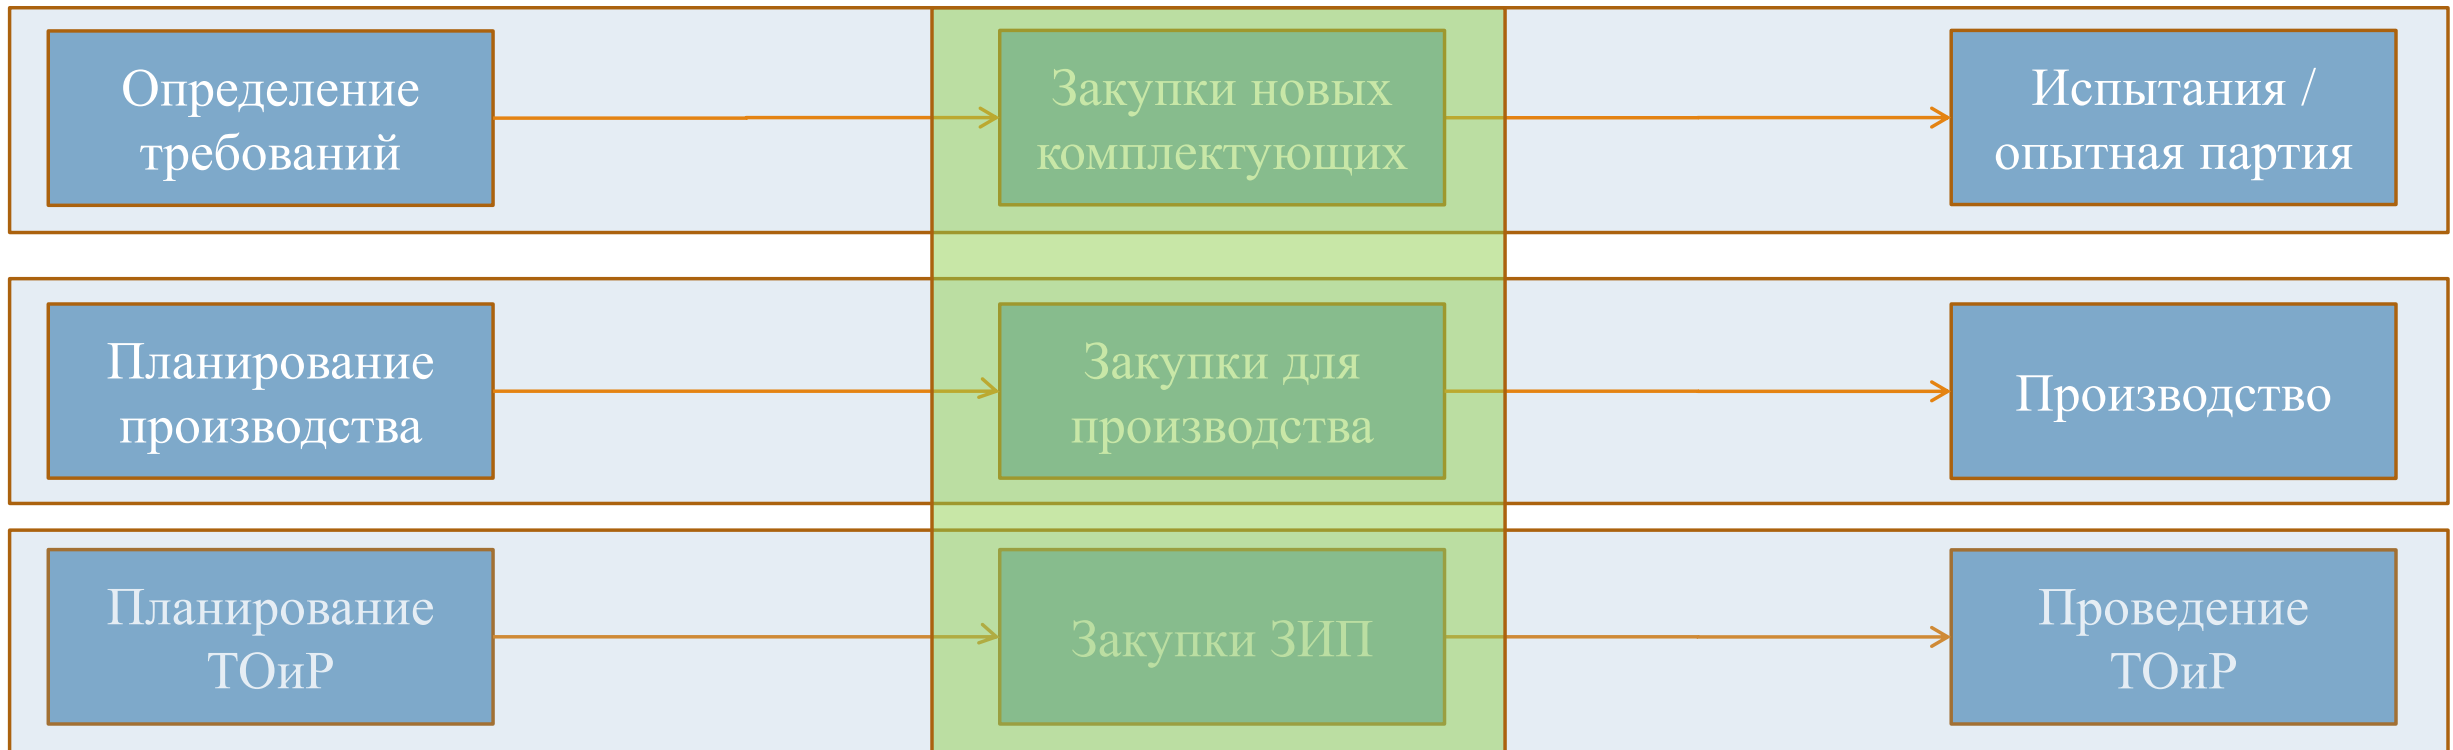 Определение
требований
Закупки новых
комплектующих
Испытания /
опытная партия
Планирование
производства
Закупки для
производства
Производство
Планирование
ТОиР
Закупки ЗИП
Проведение
ТОиР